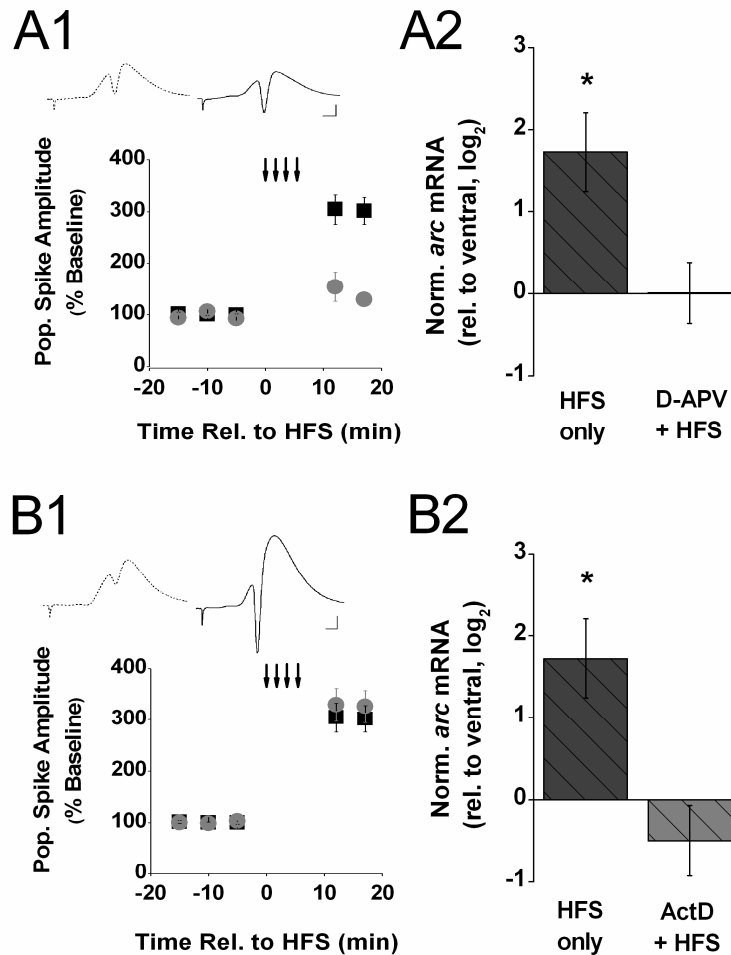 A1
Pop. Spike Amplitude
(% Baseline)
400
300
200
100
0
-20
-10
0
10
20
Time Rel. to HFS (min)
A2
Norm. arc mRNA
(rel. to ventral, log2)
3
2
1
0
-1
*
HFS
only
D-APV
+ HFS
B1
Pop. Spike Amplitude
(% Baseline)
400
300
200
100
0
-20
-10
0
10
20
Time Rel. to HFS (min)
B2
Norm. arc mRNA
(rel. to ventral, log2)
3
2
1
0
-1
*
HFS
only
ActD
+ HFS